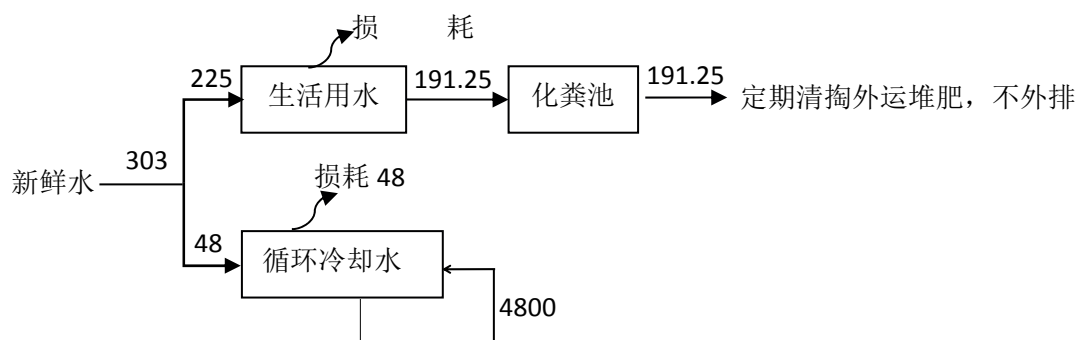 损 耗
225
生活用水
191.25
化粪池
191.25
定期清掏外运堆肥，不外排
303
新鲜水
损耗 48
48
循环冷却水
4800